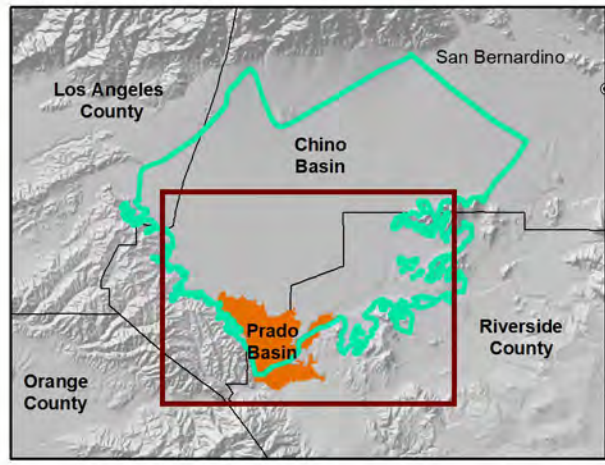 San Bernardino
Los Angeles
County
Chino
Basin
Prado
Basin
Riverside
County
Orange
County